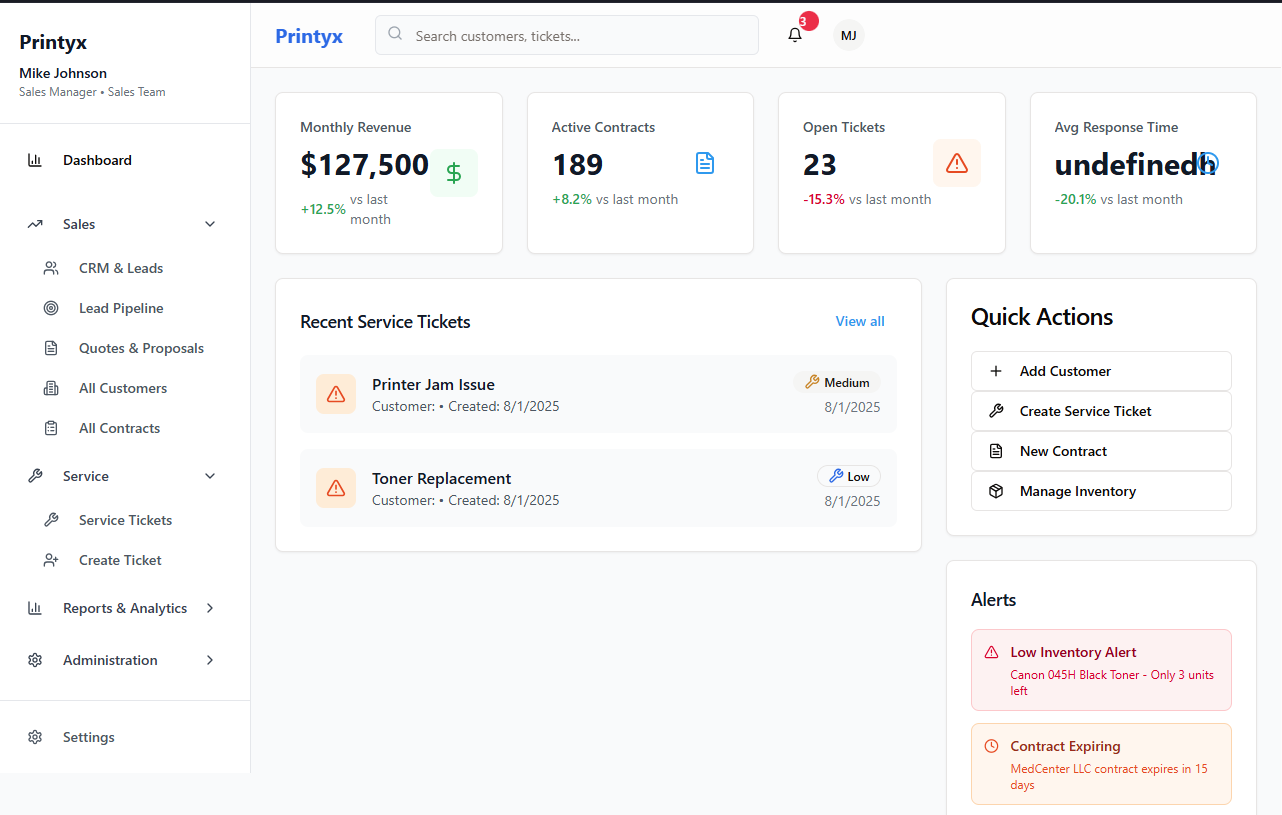 Printyx
Mike Johnson
Sales Manager • Sales Team
Dashboard
Sales
CRM & Leads
Lead Pipeline
Quotes & Proposals
All Customers
All Contracts
Service
Service Tickets
Create Ticket
Reports & Analytics
Administration
Settings
Printyx
Search customers, tickets...
3
MJ
Monthly Revenue
$127,500
+12.5% vs last
month
Active Contracts
189
+8.2% vs last month
Open Tickets
23
-15.3% vs last month
Avg Response Time
undefinedh
-20.1% vs last month
Recent Service Tickets
View all
Printer Jam Issue
Customer: • Created: 8/1/2025
Medium
8/1/2025
Toner Replacement
Customer: • Created: 8/1/2025
Low
8/1/2025
Quick Actions
Add Customer
Create Service Ticket
New Contract
Manage Inventory
Alerts
Low Inventory Alert
Canon 045H Black Toner - Only 3 units
left
Contract Expiring
MedCenter LLC contract expires in 15
days